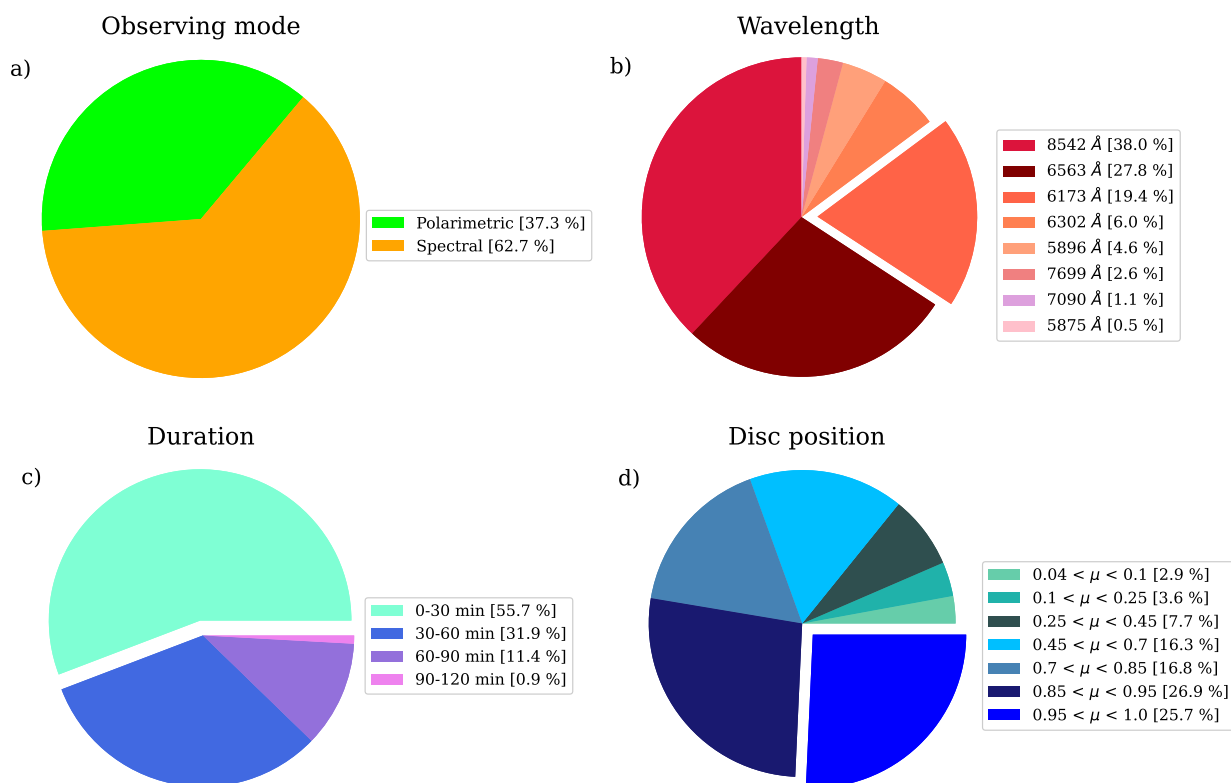 Observing mode
a)
Polarimetric [37.3 %]
Spectral [62.7 %]
Wavelength
b)
8542 Å [38.0 %]
6563 Å [27.8 %]
6173 Å [19.4 %]
6302 Å [6.0 %]
5896 Å [4.6 %]
7699 Å [2.6 %]
7090 Å [1.1 %]
5875 Å [0.5 %]
Duration
c)
0-30 min [55.7 %]
30-60 min [31.9 %]
60-90 min [11.4 %]
90-120 min [0.9 %]
Disc position
d)
0.04 < μ < 0.1 [2.9 %]
0.1 < μ < 0.25 [3.6 %]
0.25 < μ < 0.45 [7.7 %]
0.45 < μ < 0.7 [16.3 %]
0.7 < μ < 0.85 [16.8 %]
0.85 < μ < 0.95 [26.9 %]
0.95 < μ < 1.0 [25.7 %]